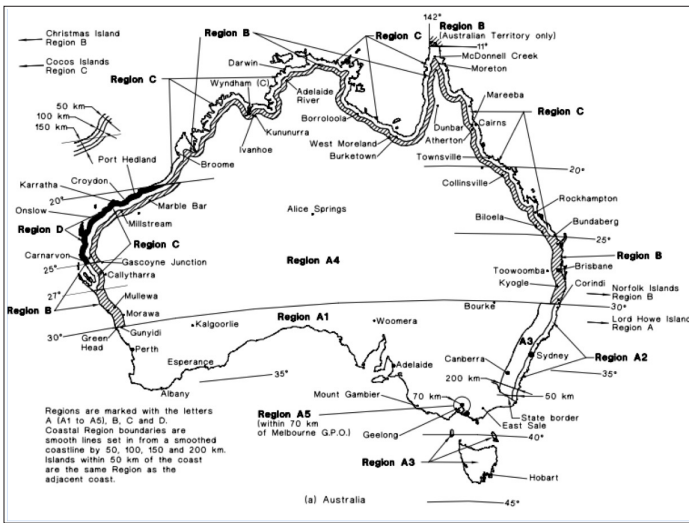 Christmas Island
Region B
Cocos Islands
Region C
50 km
100 km
150 km
142°
Region B
(Australian Territory only)
11°
McDonnell Creek
Moreton
Region B
Region C
Darwin
Region C
Wyndham (C)
Adelaide
River
Mareeba
Region C
Cairns
Borroloola
Dunbar
Atherton
Kununurra
Ivanhoe
West Moreland
Burketown
Townsville
20°
Collinsville
Broome
Port Hedland
Croydon
Karratha
20°
Onslow
Marble Bar
Millstream
Alice Springs
Rockhampton
Biloela
Bundaberg
25°
Region D
Region C
Carnarvon
25°
Gascoyne Junction
Callytharra
Region A4
Region B
Toowoomba
Brisbane
Kyogle
Corindi
Norfolk Islands
Region B
27°
Region B
Mullewa
Morawa
Gunyidi
Bourke
30°
Lord Howe Island
Region A
30°
Green
Head
Kalgoorlie
Region A1
Woomera
A3
Perth
Esperance
Adelaide
Canberra
Sydney
Region A2
200 km
35°
Albany
35°
Mount Gambier
70 km
50 km
State border
East Sale
Region A5
(within 70 km
of Melbourne G.P.O.)
Geelong
40°
Region A3
Hobart
45°
Regions are marked with the letters
A (A1 to A5), B, C and D.
Coastal Region boundaries are
smooth lines set in from a smoothed
coastline by 50, 100, 150 and 200 km.
Islands within 50 km of the coast
are the same Region as the
adjacent coast.
(a) Australia